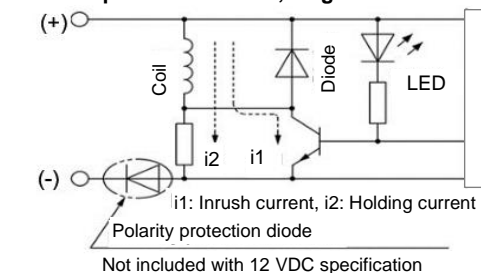 (+)
Coil
Diode
LED
i2
i1
(-)
i1: Inrush current, i2: Holding current
Polarity protection diode
Not included with 12 VDC specification